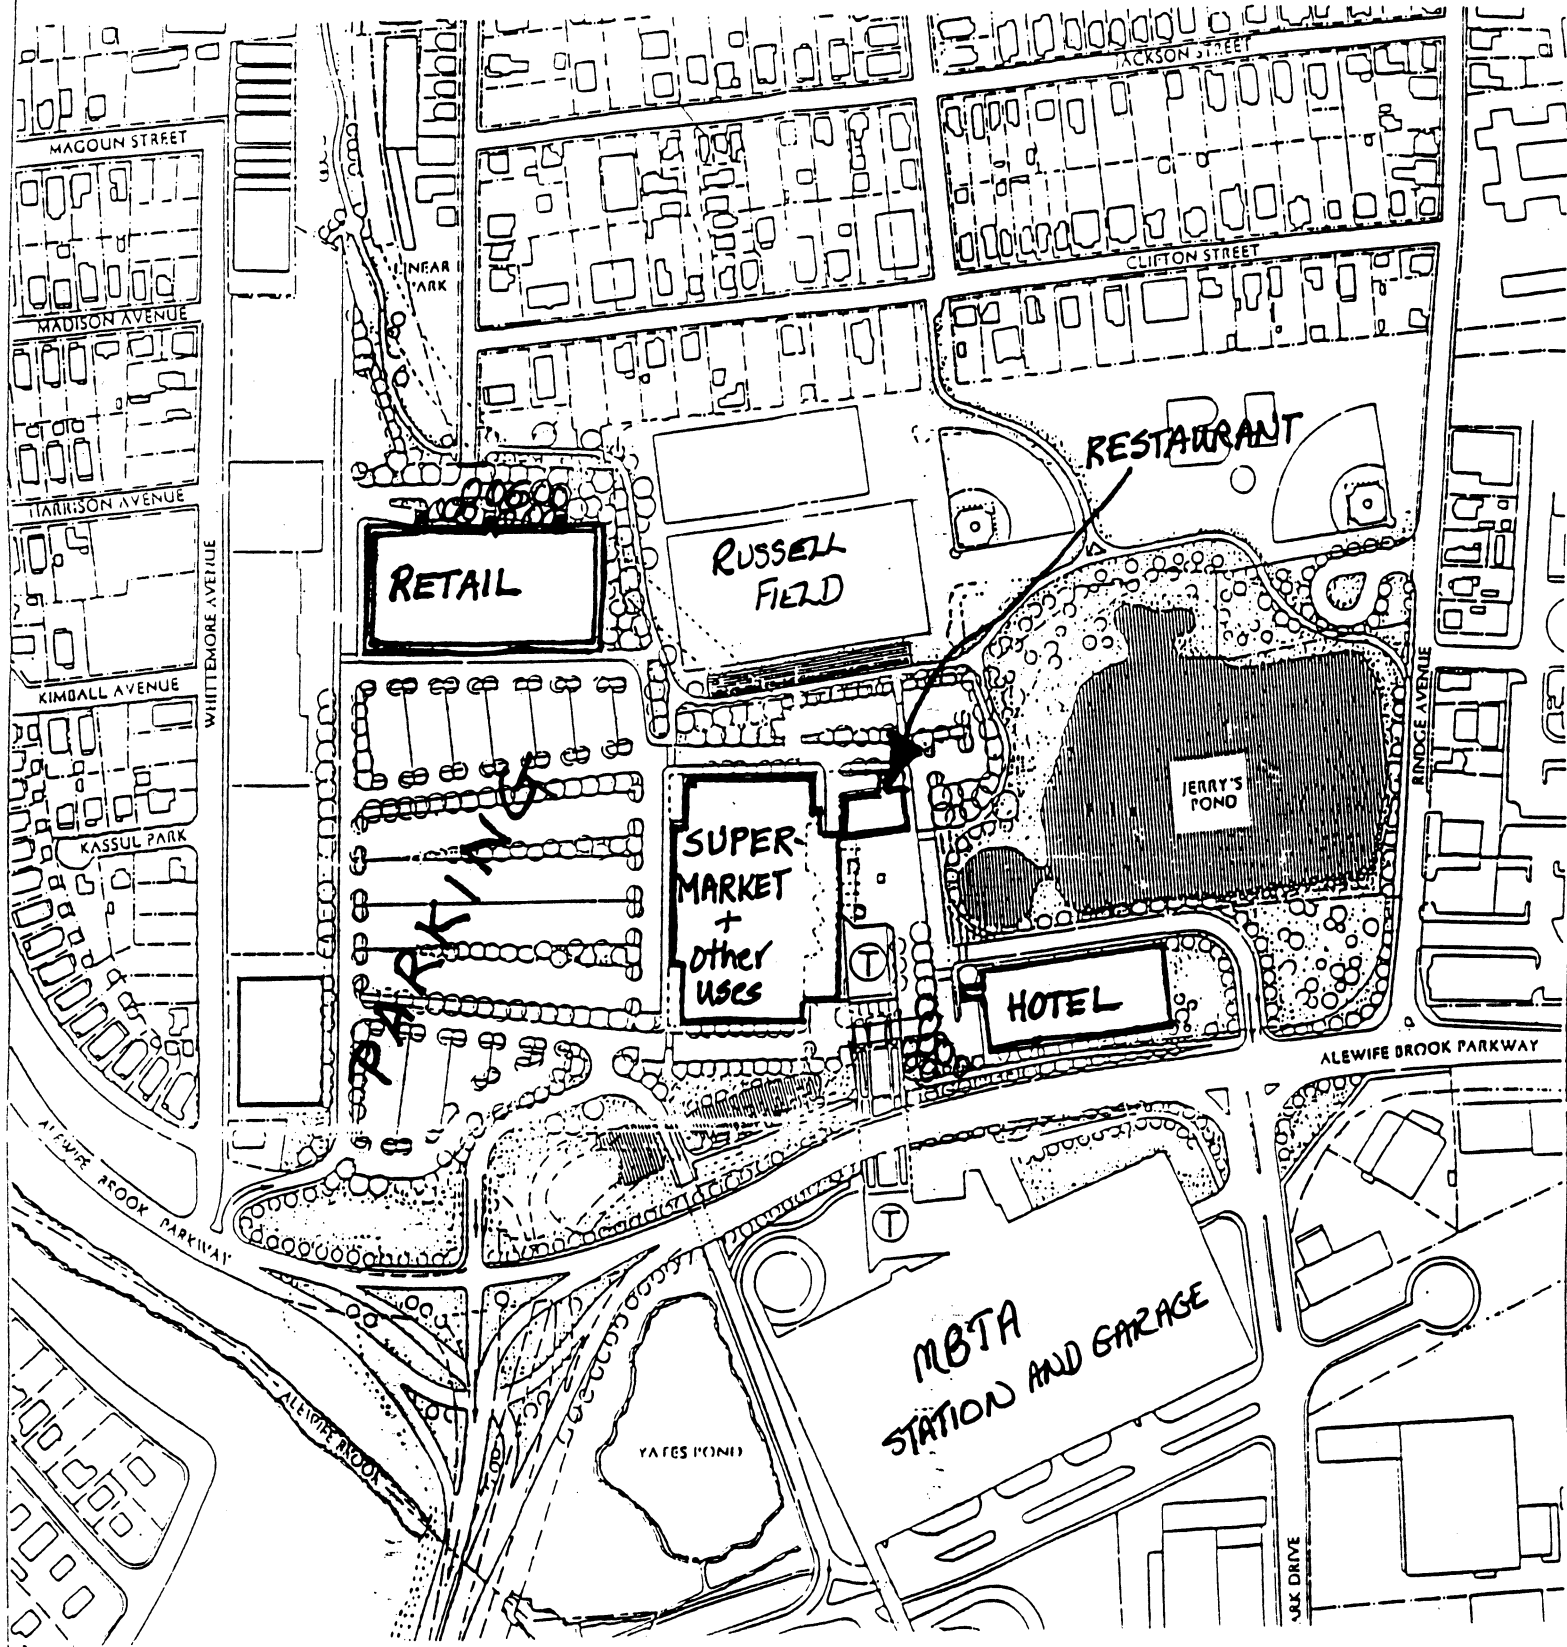 JACKSON STREET
MAGOUN STREET
CLIFTON STREET
LINEAR
PARK
MADISON AVENUE
RESTAURANT
HARRISON AVENUE
RETAIL
RUSSELL
FIELD
WHITTEMORE AVENUE
KIMBALL AVENUE
RINDGE AVENUE
JERRY'S
POND
PARKING
KASSUL PARK
SUPER-
MARKET
+
other
uses
T
HOTEL
ALEWIFE BROOK PARKWAY
ALEWIFE BROOK PARKWAY
T
MBTA
STATION AND GARAGE
ALEWIFE BROOK
YATES POND
ARK DRIVE